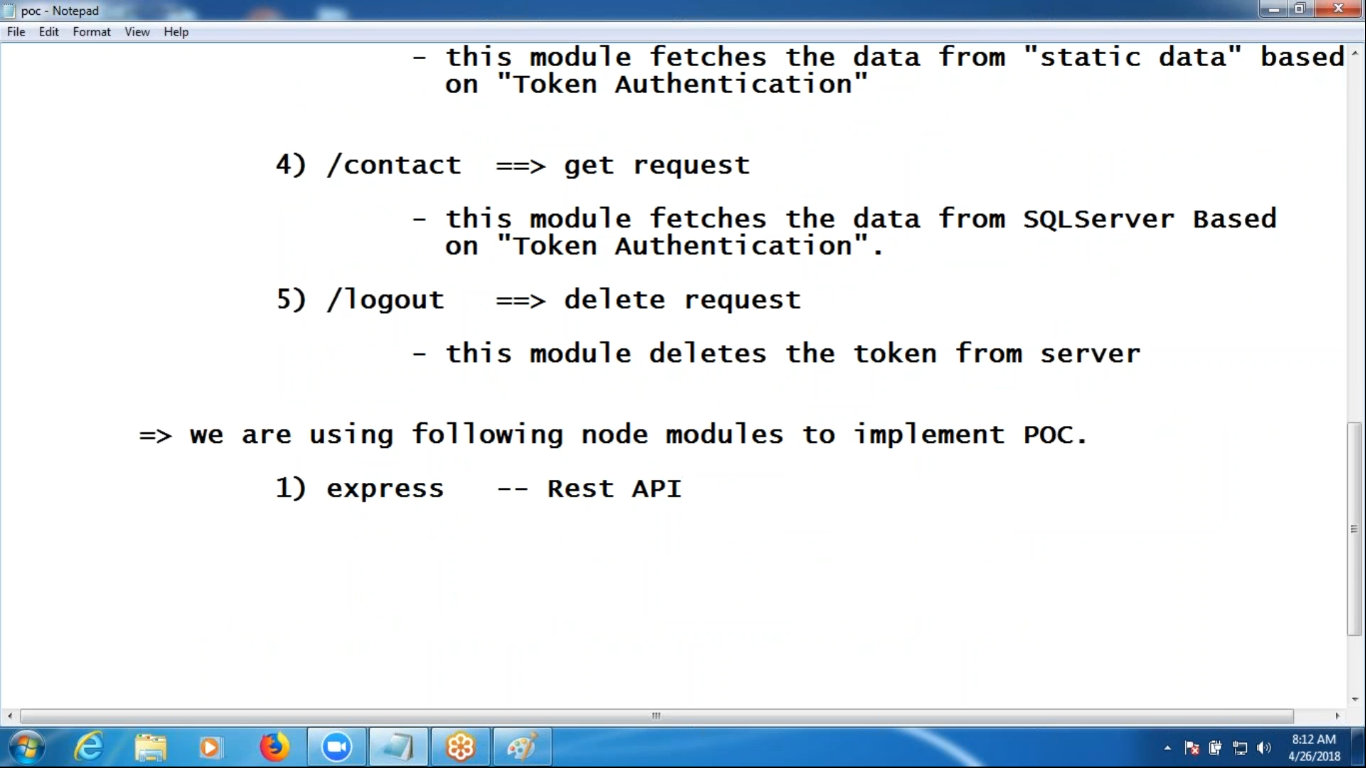 poc - Notepad
File Edit Format View Help
- this module fetches the data from "static data" based
on "Token Authentication"
4) /contact ==> get request
- this module fetches the data from SQLServer Based
on "Token Authentication".
5) /logout ==> delete request
- this module deletes the token from server
=> we are using following node modules to implement POC.
1) express -- Rest API
8:12 AM
4/26/2018